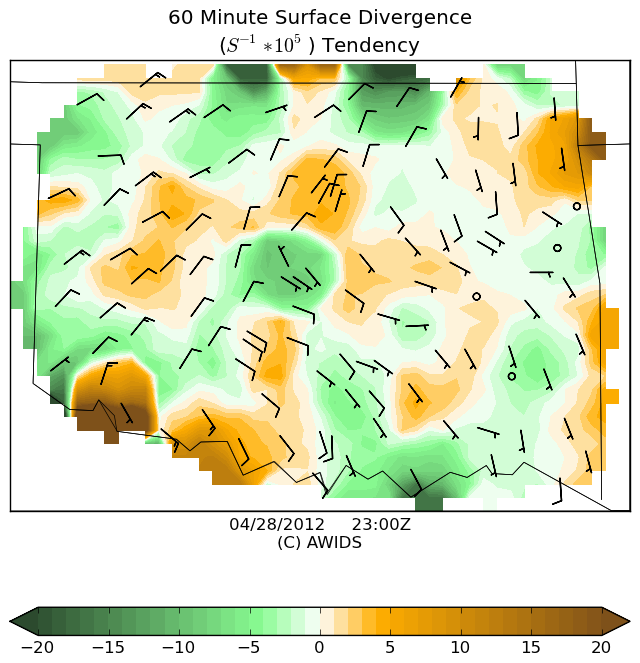 60 Minute Surface Divergence
(S⁻¹ *10⁵ ) Tendency
04/28/2012 23:00Z
(C) AWIDS
−20 −15 −10 −5 0 5 10 15 20